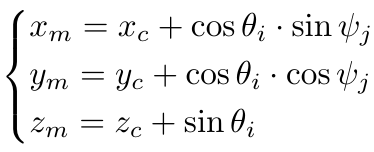 x_m = x_c + cos θ_i · sin ψ_j
y_m = y_c + cos θ_i · cos ψ_j
z_m = z_c + sin θ_i